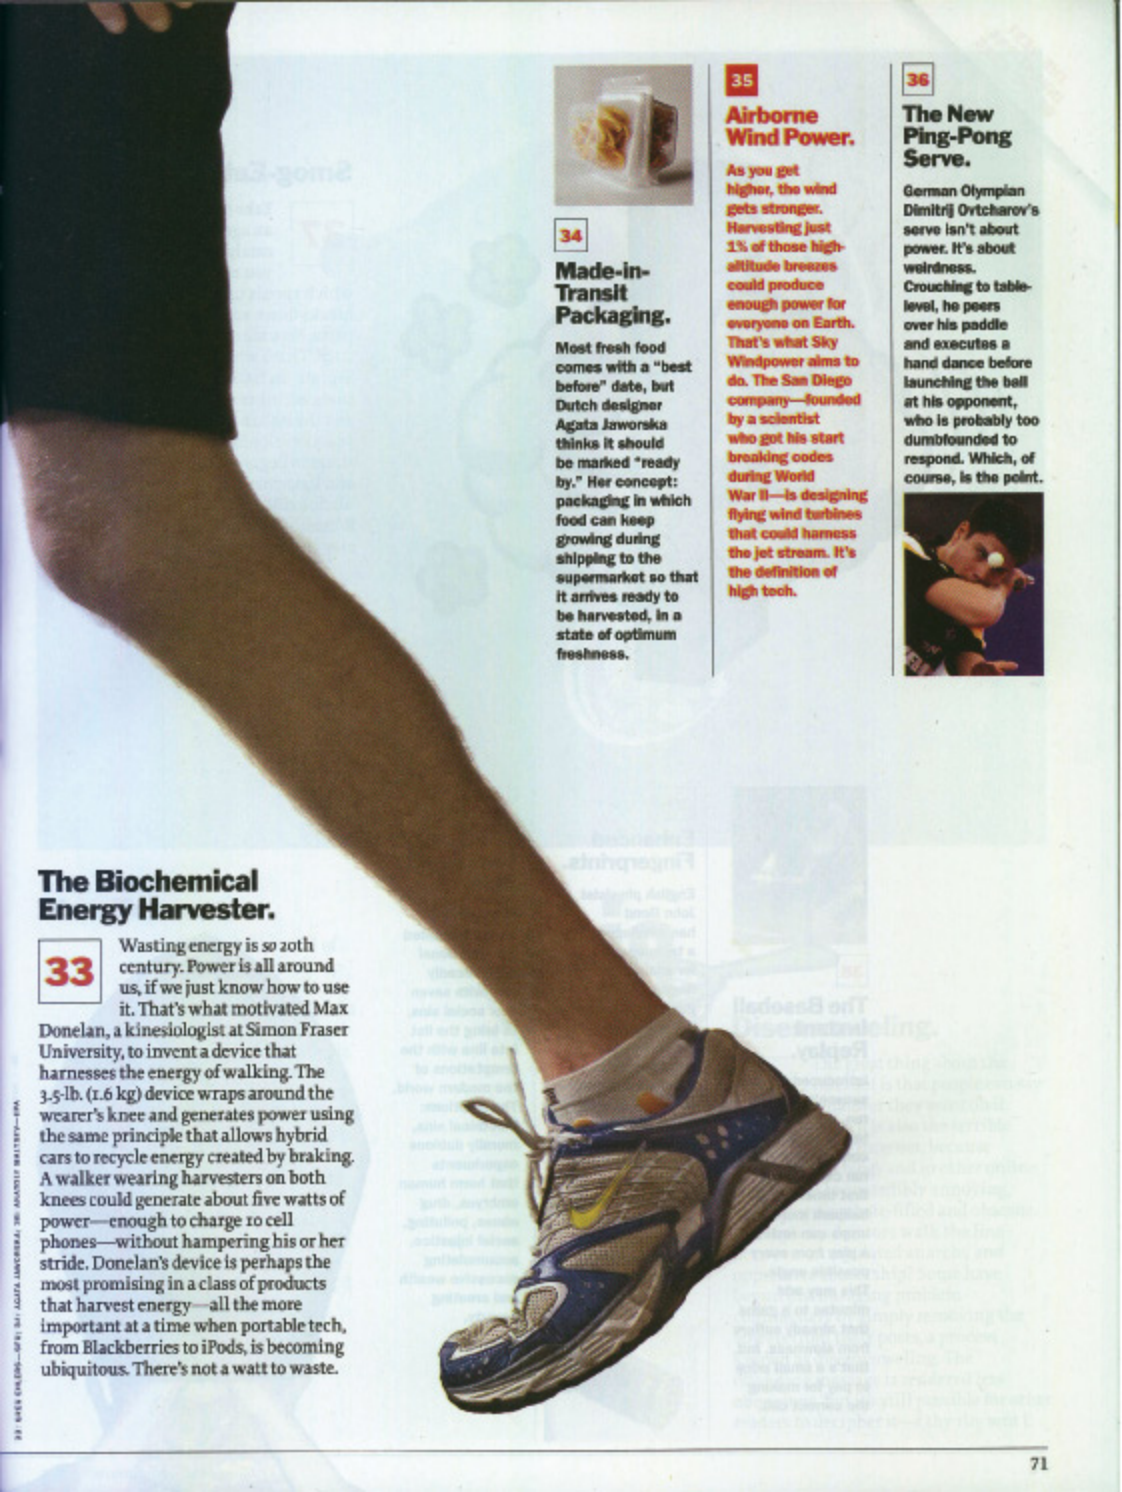 34
Made-in-
Transit
Packaging.
Most fresh food
comes with a “best
before” date, but
Dutch designer
Agata Jaworska
thinks it should
be marked “ready
by.” Her concept:
packaging in which
food can keep
growing during
shipping to the
supermarket so that
it arrives ready to
be harvested, in a
state of optimum
freshness.
35
Airborne
Wind Power.
As you get
higher, the wind
gets stronger.
Harvesting just
1% of those high-
altitude breezes
could produce
enough power for
everyone on Earth.
That’s what Sky
Windpower aims to
do. The San Diego
company—founded
by a scientist
who got his start
breaking codes
during World
War II—is designing
flying wind turbines
that could harness
the jet stream. It’s
the definition of
high tech.
36
The New
Ping-Pong
Serve.
German Olympian
Dimitrij Ovtcharov’s
serve isn’t about
power. It’s about
weirdness.
Crouching to table-
level, he peers
over his paddle
and executes a
hand dance before
launching the ball
at his opponent,
who is probably too
dumbfounded to
respond. Which, of
course, is the point.
The Biochemical
Energy Harvester.
33
Wasting energy is so 20th
century. Power is all around
us, if we just know how to use
it. That’s what motivated Max
Donelan, a kinesiologist at Simon Fraser
University, to invent a device that
harnesses the energy of walking. The
3.5-lb. (1.6 kg) device wraps around the
wearer’s knee and generates power using
the same principle that allows hybrid
cars to recycle energy created by braking.
A walker wearing harvesters on both
knees could generate about five watts of
power—enough to charge 10 cell
phones—without hampering his or her
stride. Donelan’s device is perhaps the
most promising in a class of products
that harvest energy—all the more
important at a time when portable tech,
from Blackberries to iPods, is becoming
ubiquitous. There’s not a watt to waste.
71